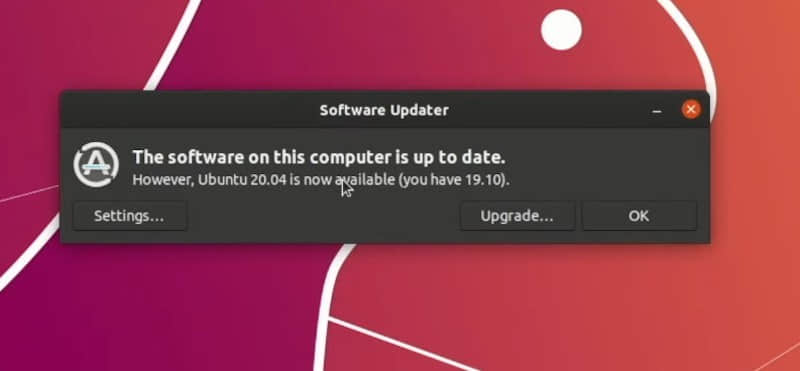 Software Updater
The software on this computer is up to date.
However, Ubuntu 20.04 is now available (you have 19.10).
Settings...
Upgrade...
OK